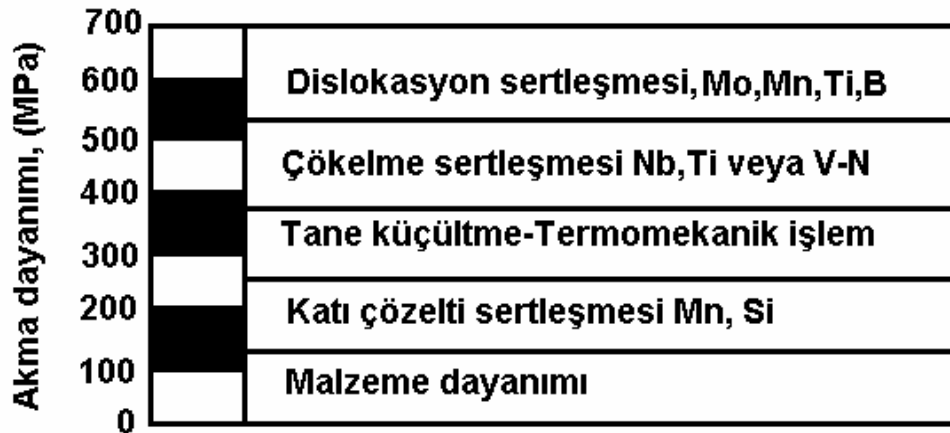 Akma dayanımı, (MPa)
700
600
500
400
300
200
100
0
Dislokasyon sertleşmesi,Mo,Mn,Ti,B
Çökelme sertleşmesi Nb,Ti veya V-N
Tane küçültme-Termomekanik işlem
Katı çözelti sertleşmesi Mn, Si
Malzeme dayanımı